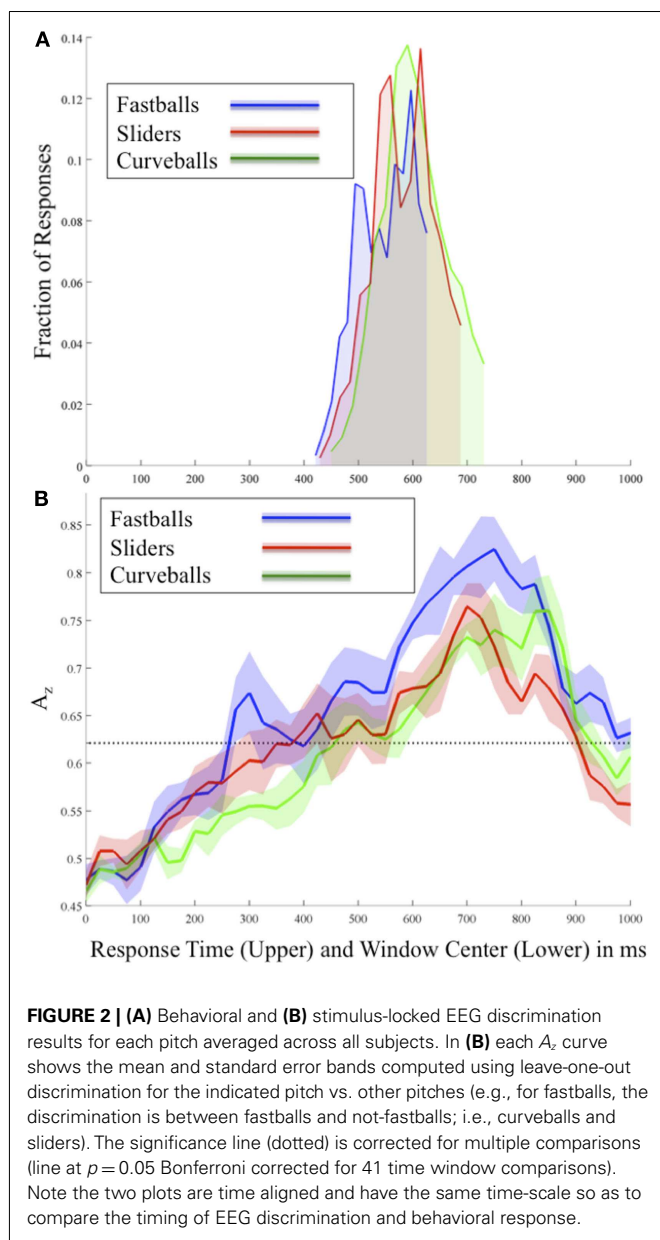 A
0.14
0.12
0.1
0.08
0.06
0.04
0.02
0
Fraction of Responses
Fastballs
Sliders
Curveballs
0 100 200 300 400 500 600 700 800 900 1000
B
0.85
0.8
0.75
0.7
0.65
0.6
0.55
0.5
0.45
Az
Fastballs
Sliders
Curveballs
0 100 200 300 400 500 600 700 800 900 1000
Response Time (Upper) and Window Center (Lower) in ms
FIGURE 2 | (A) Behavioral and (B) stimulus-locked EEG discrimination
results for each pitch averaged across all subjects. In (B) each Az curve
shows the mean and standard error bands computed using leave-one-out
discrimination for the indicated pitch vs. other pitches (e.g., for fastballs, the
discrimination is between fastballs and not-fastballs; i.e., curveballs and
sliders). The significance line (dotted) is corrected for multiple comparisons
(line at p = 0.05 Bonferroni corrected for 41 time window comparisons).
Note the two plots are time aligned and have the same time-scale so as to
compare the timing of EEG discrimination and behavioral response.